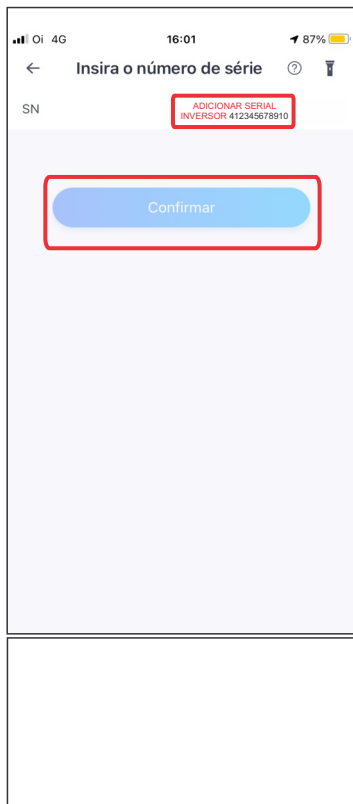 Oi 4G 16:01 87%
Insira o número de série
SN
ADICIONAR SERIAL
INVERSOR 412345678910
Confirmar